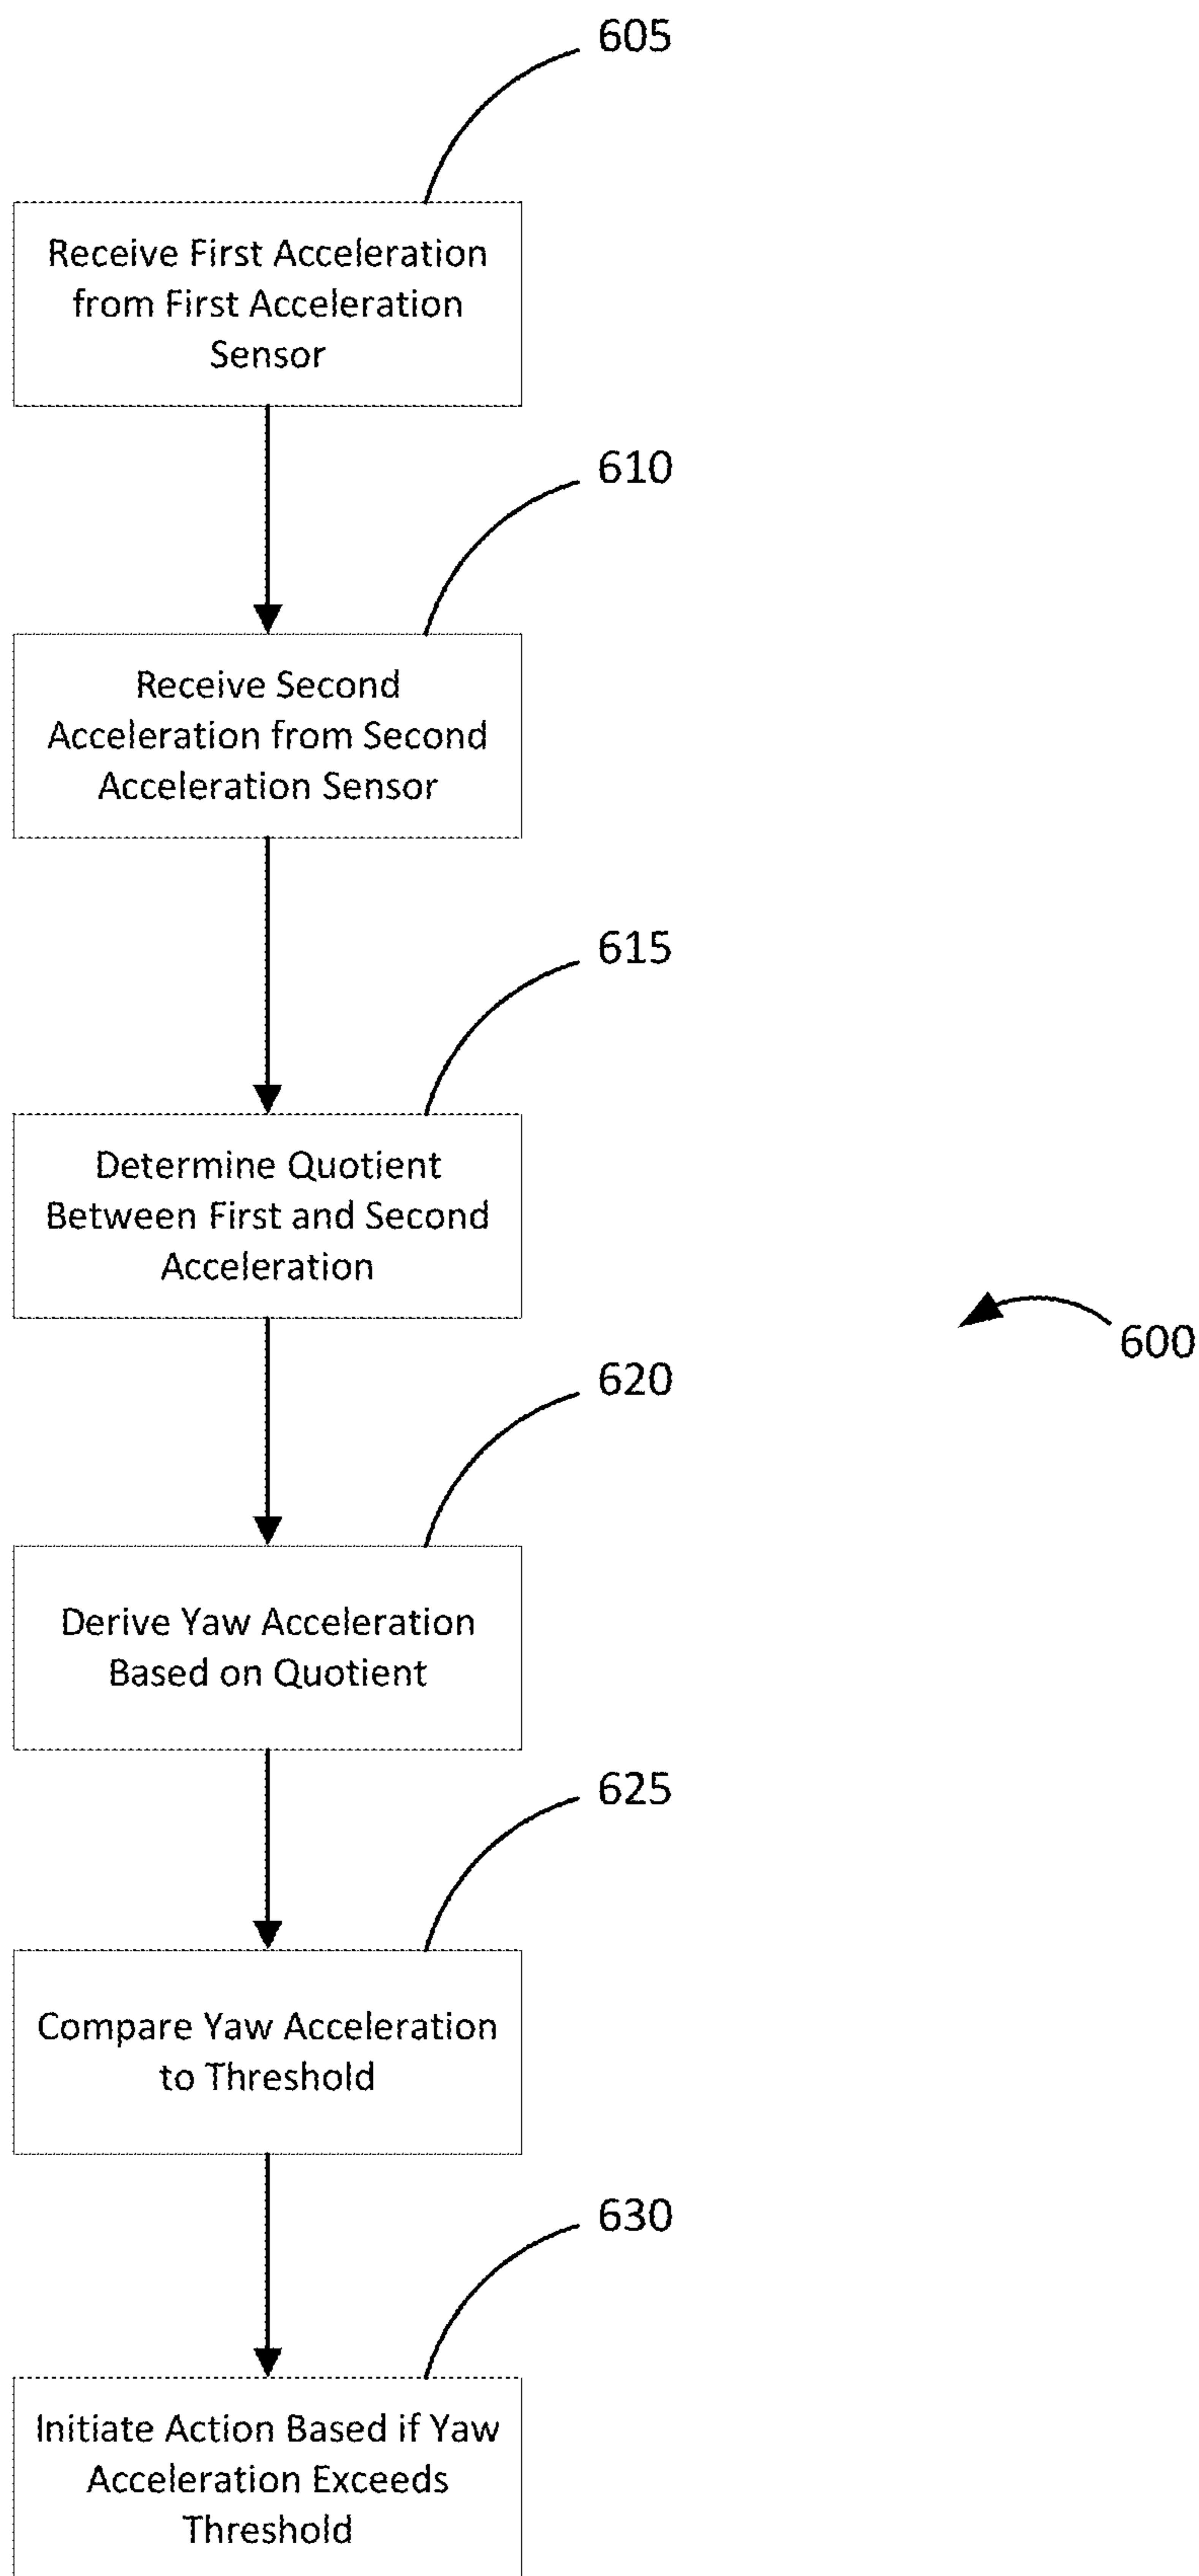 605
Receive First Acceleration
from First Acceleration
Sensor
610
Receive Second
Acceleration from Second
Acceleration Sensor
615
Determine Quotient
Between First and Second
Acceleration
600
620
Derive Yaw Acceleration
Based on Quotient
625
Compare Yaw Acceleration
to Threshold
630
Initiate Action Based if Yaw
Acceleration Exceeds
Threshold